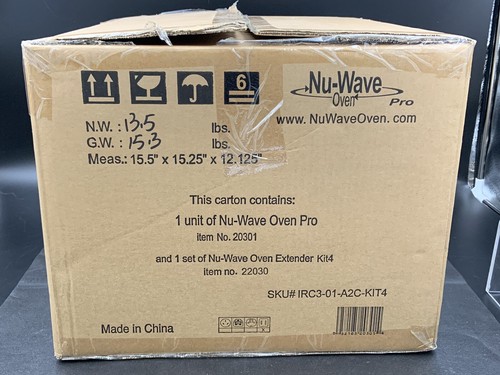 6
Nu-Wave
Oven Pro
www.NuWaveOven.com
N.W. : 13.5 lbs.
G.W. : 15.3 lbs.
Meas.: 15.5" x 15.25" x 12.125"
This carton contains:
1 unit of Nu-Wave Oven Pro
item No. 20301
and 1 set of Nu-Wave Oven Extender Kit4
item no. 22030
SKU# IRC3-01-A2C-KIT4
Made in China